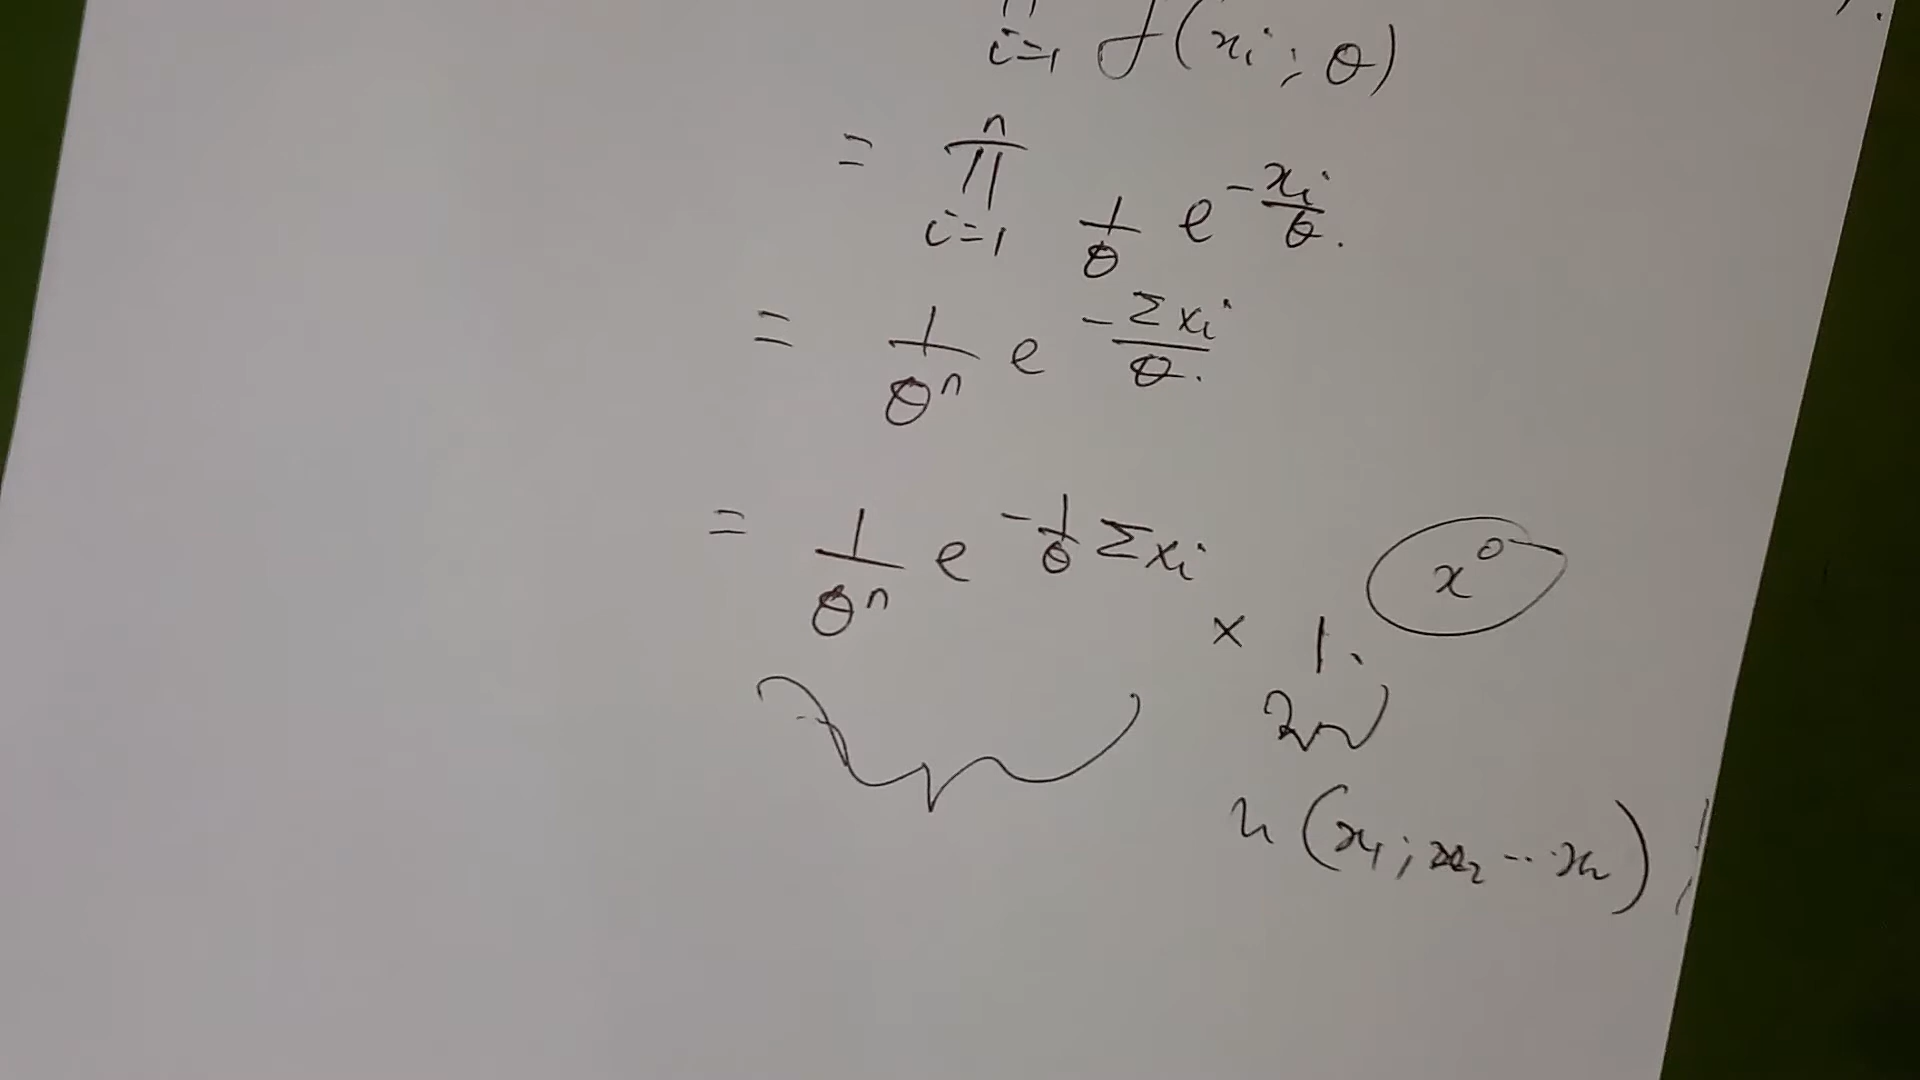 ∏ i=1 f(xi ; θ)
= n ∏ i=1 1/θ e^-xi/θ.
= 1/θ^n e^-Σxi/θ.
= 1/θ^n e^-1/θ Σxi × 1.
x^0
h(x1; x2 -- xn)